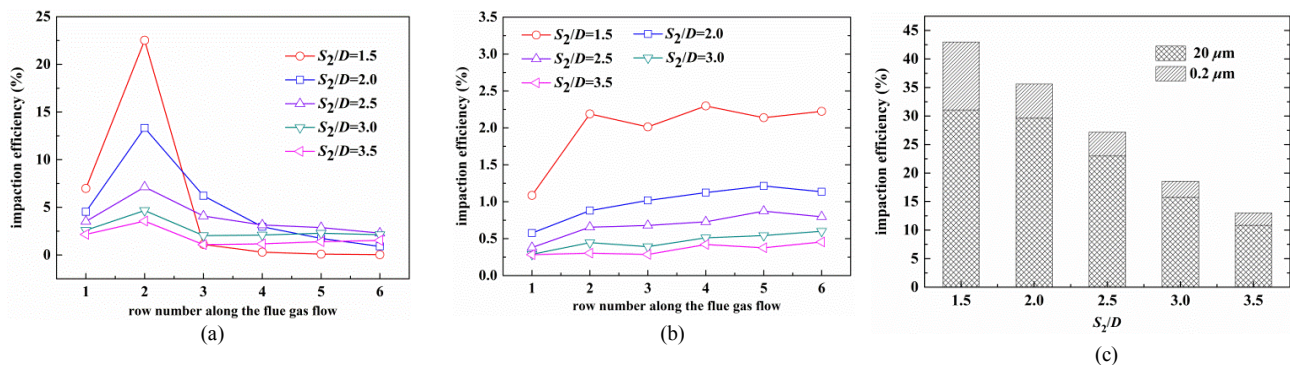 25
20
15
10
5
0
impaction efficiency (%)
S2/D=1.5
S2/D=2.0
S2/D=2.5
S2/D=3.0
S2/D=3.5
1 2 3 4 5 6
row number along the flue gas flow
(a)
3.5
3.0
2.5
2.0
1.5
1.0
0.5
0.0
impaction efficiency (%)
S2/D=1.5 S2/D=2.0
S2/D=2.5 S2/D=3.0
S2/D=3.5
1 2 3 4 5 6
row number along the flue gas flow
(b)
45
40
35
30
25
20
15
10
5
0
impaction efficiency (%)
20 μm
0.2 μm
1.5 2.0 2.5 3.0 3.5
S2/D
(c)